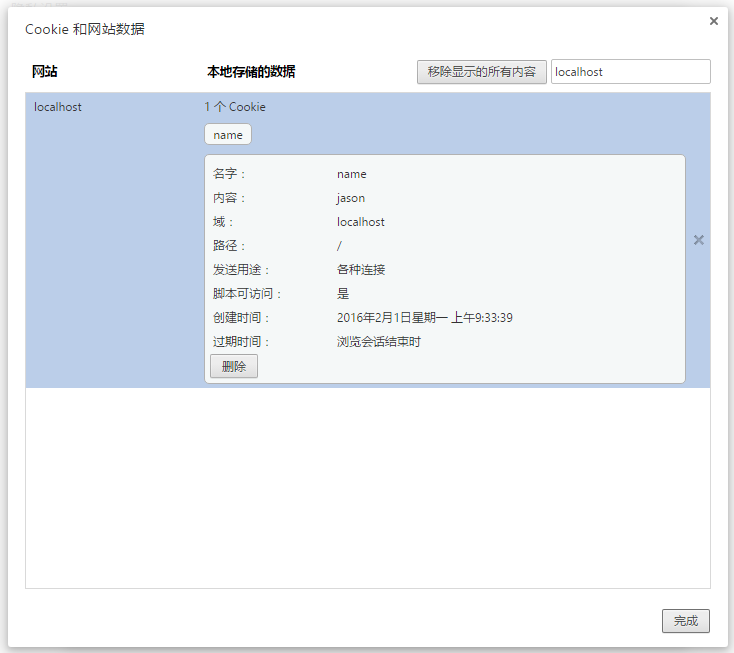 Cookie 和网站数据
网站 本地存储的数据 移除显示的所有内容 localhost
localhost 1 个 Cookie
name
名字： name
内容： jason
域： localhost
路径： /
发送用途： 各种连接
脚本可访问： 是
创建时间： 2016年2月1日星期一 上午9:33:39
过期时间： 浏览会话结束时
删除
完成